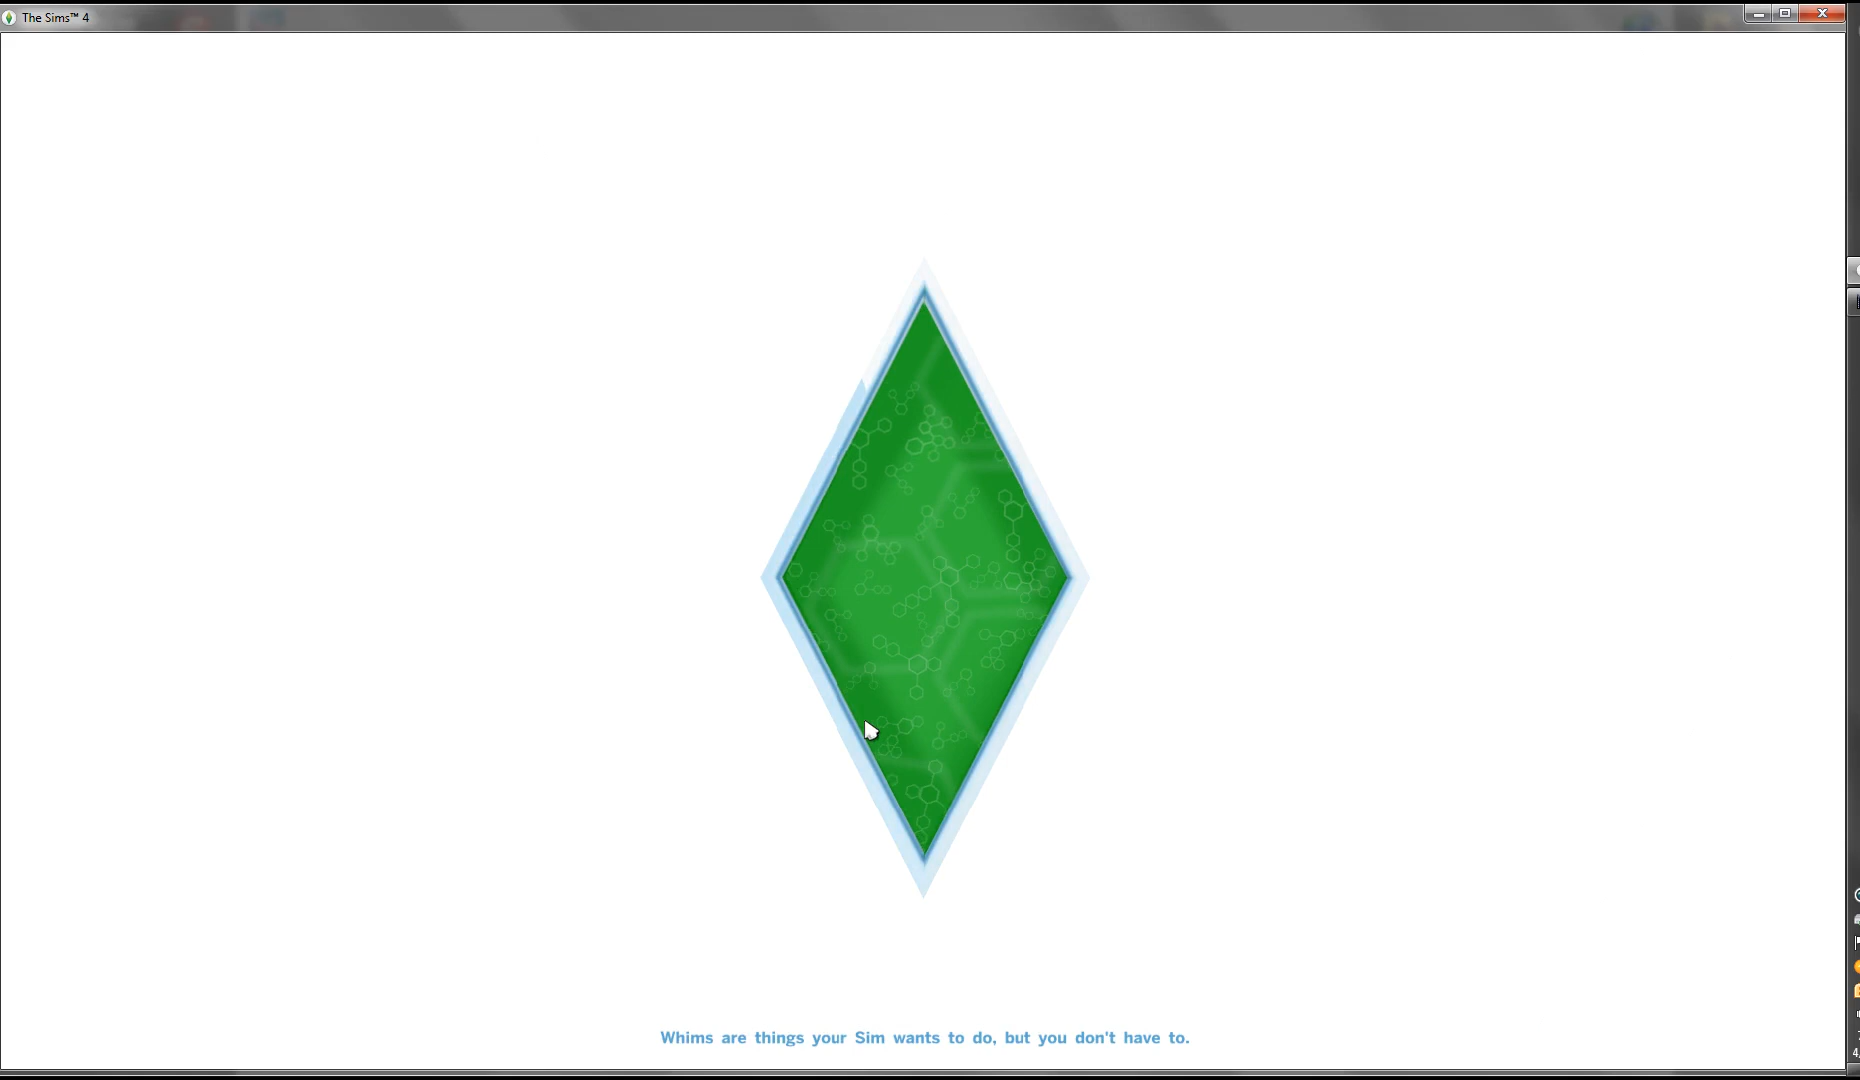 The Sims™ 4
Whims are things your Sim wants to do, but you don't have to.